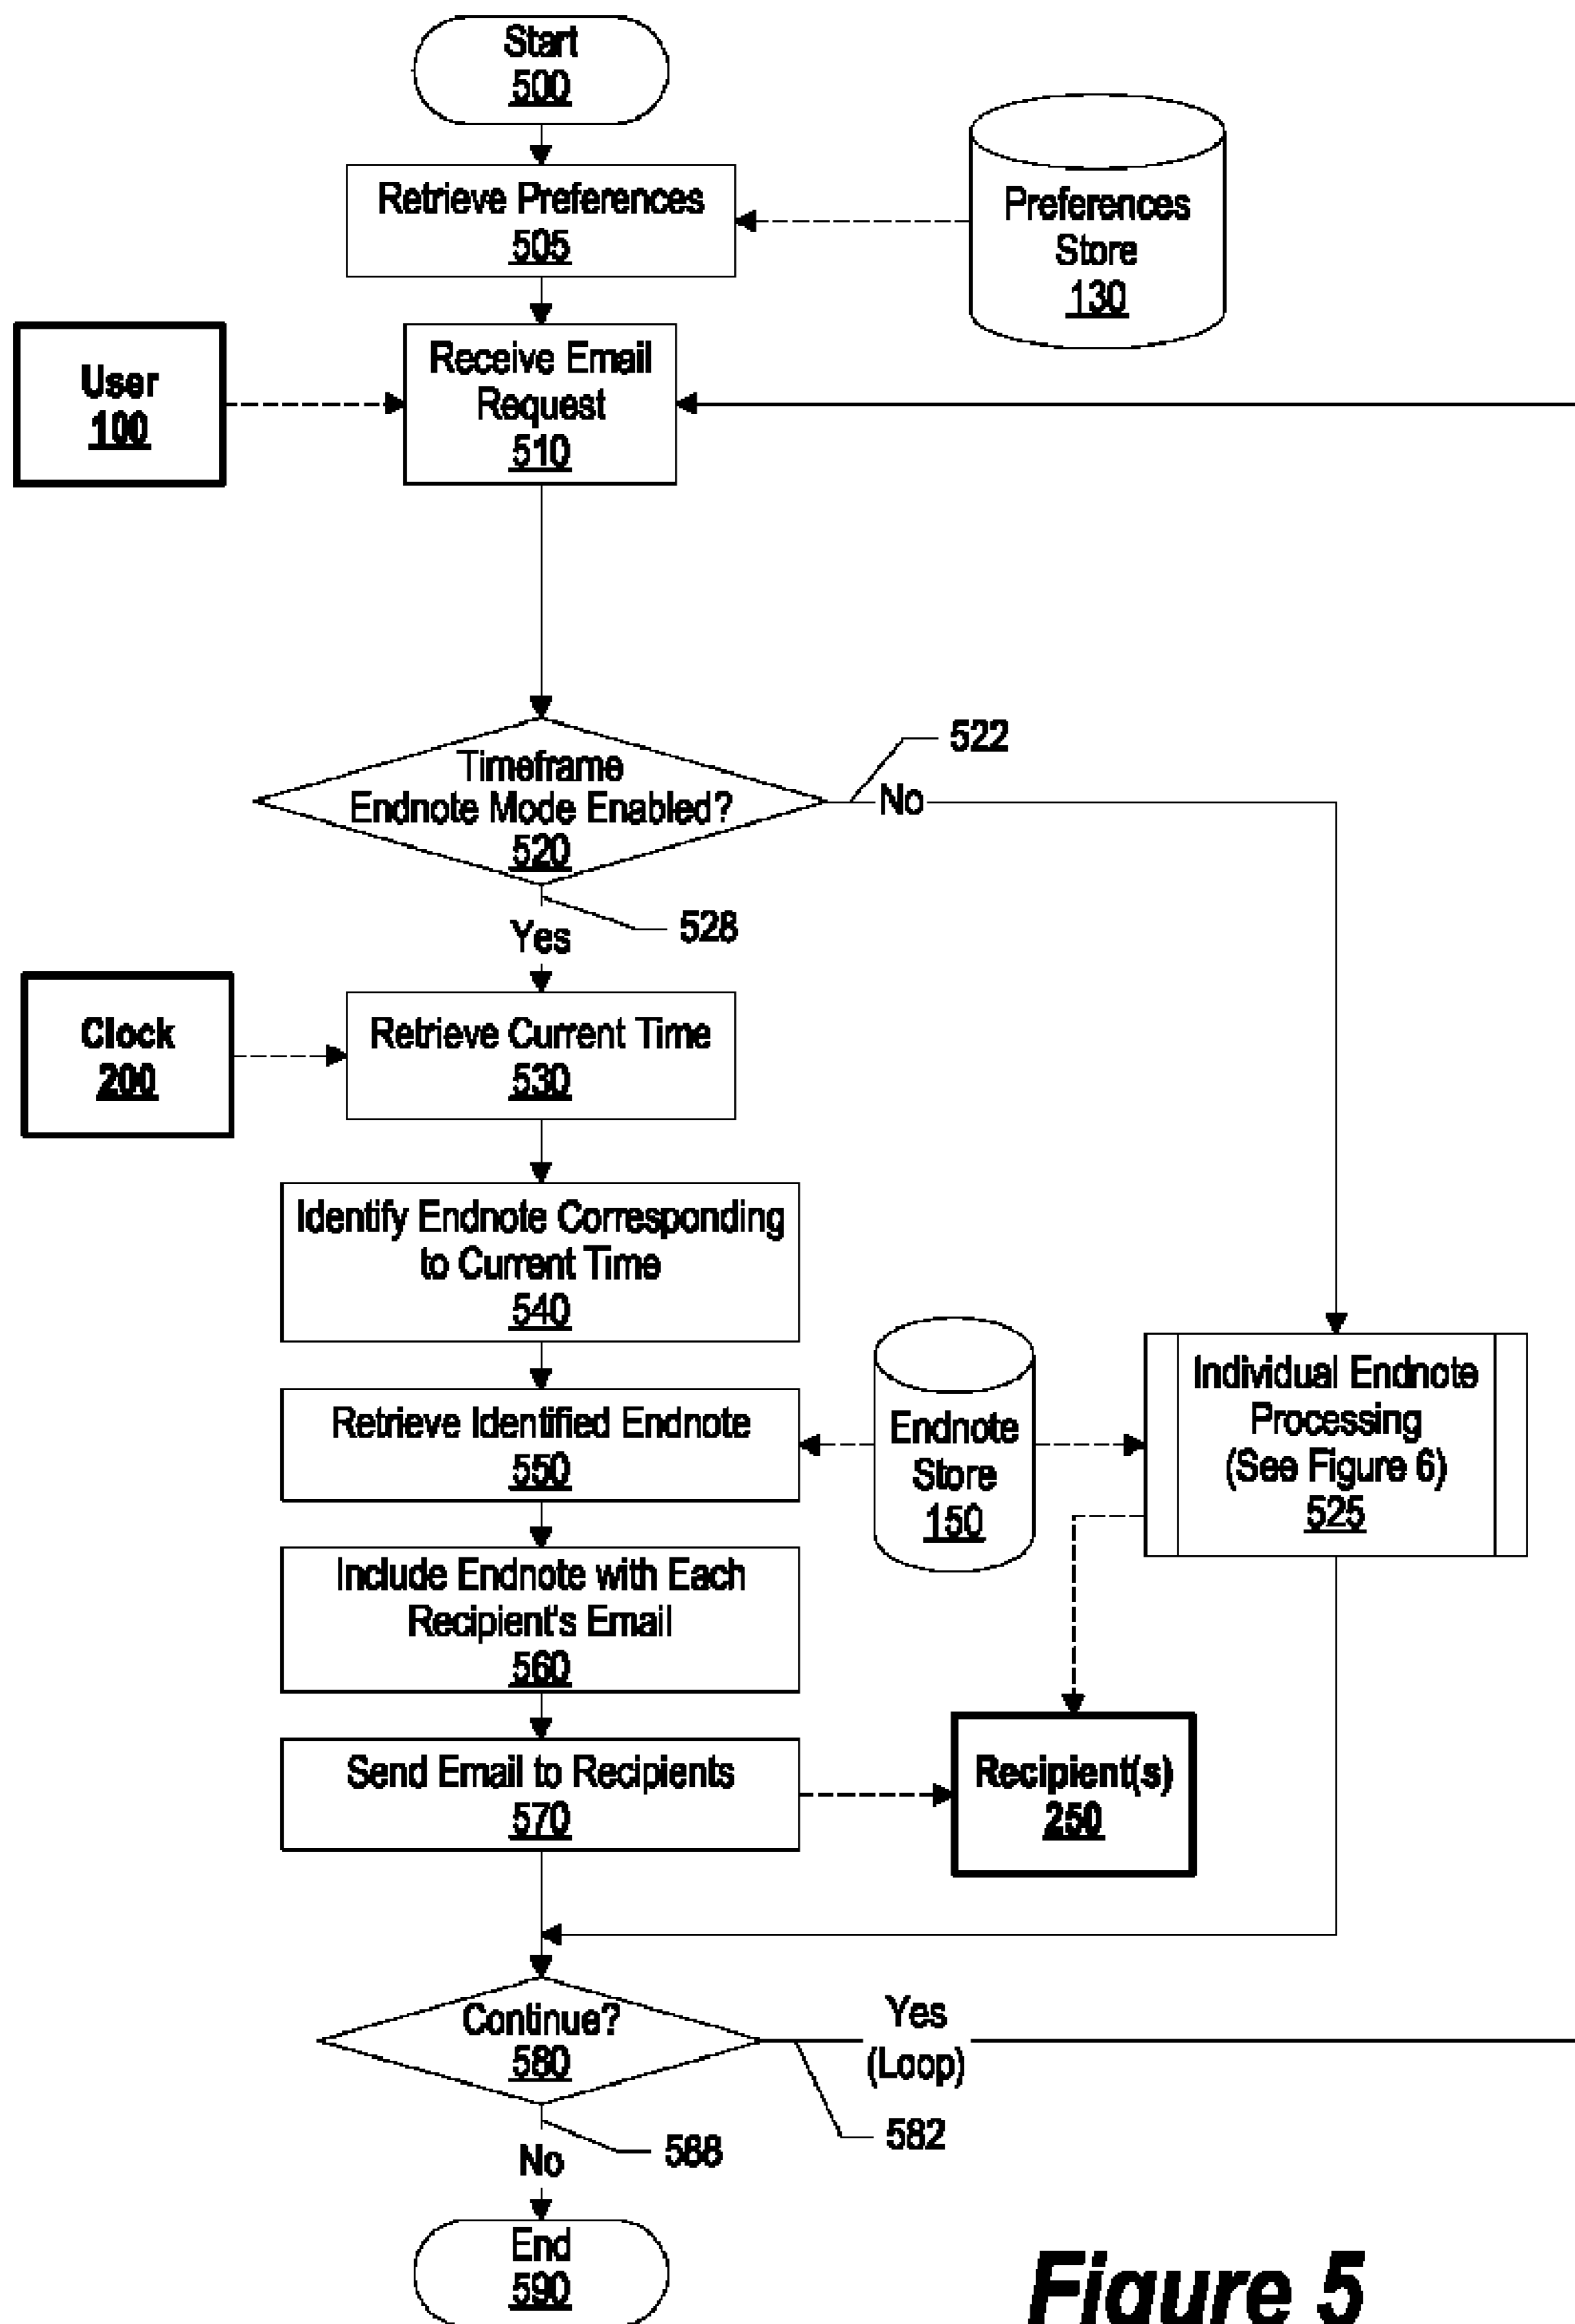 Start
500
Retrieve Preferences
505
Preferences
Store
130
User
100
Receive Email
Request
510
Timeframe
Endnote Mode Enabled?
520
522
No
528
Yes
Clock
200
Retrieve Current Time
530
Identify Endnote Corresponding
to Current Time
540
Retrieve Identified Endnote
550
Endnote
Store
150
Individual Endnote
Processing
(See Figure 6)
525
Include Endnote with Each
Recipient's Email
560
Send Email to Recipients
570
Recipient(s)
250
Continue?
580
Yes
(Loop)
582
588
No
End
590
Figure 5